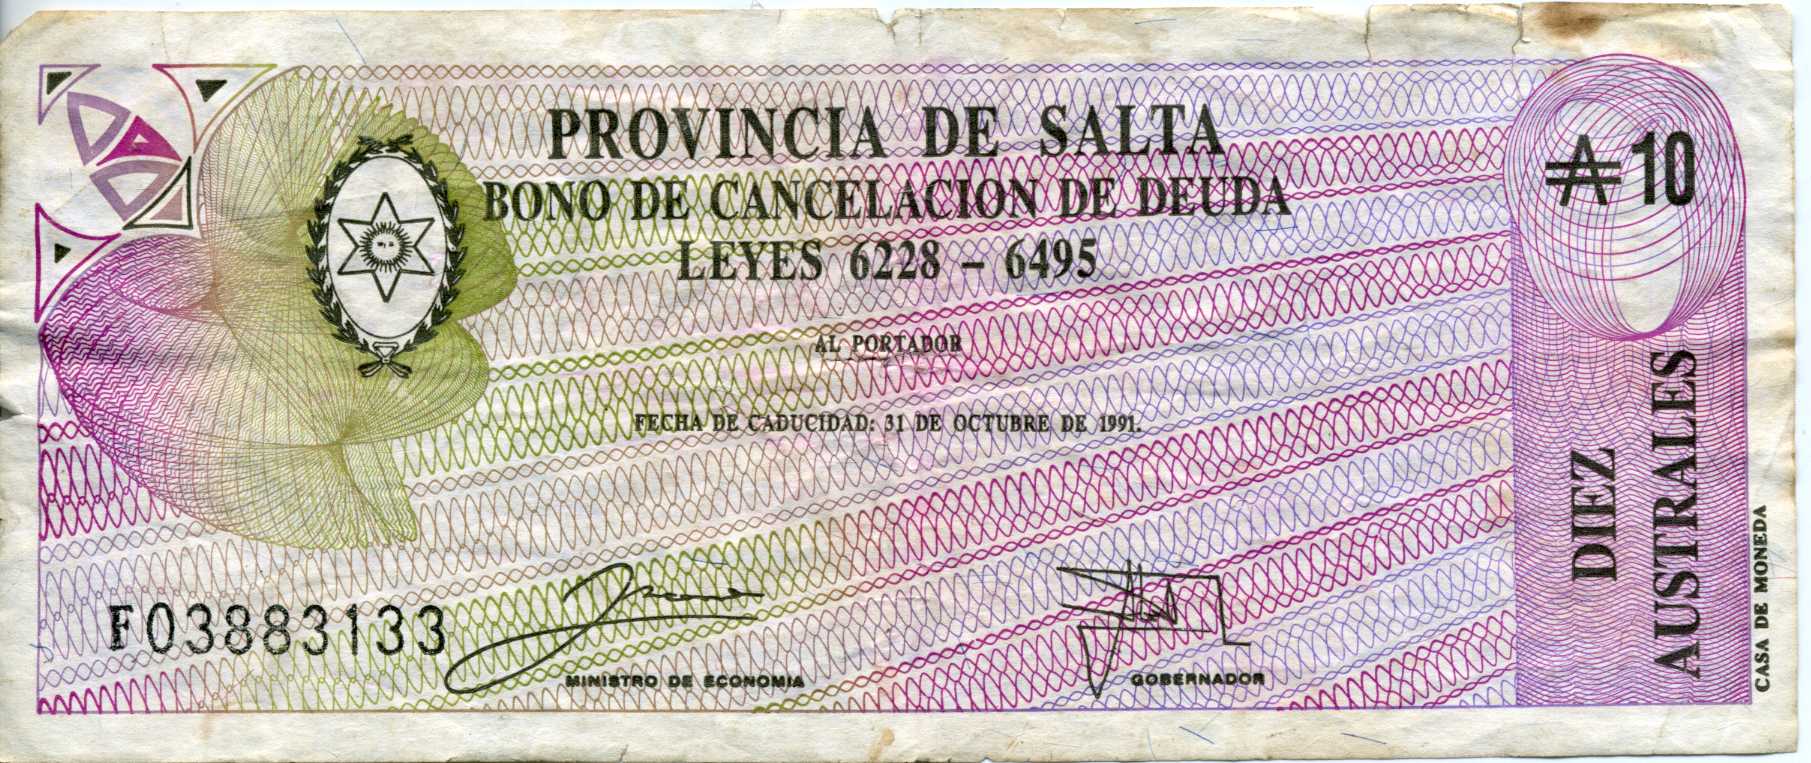 PROVINCIA DE SALTA
BONO DE CANCELACION DE DEUDA
LEYES 6228 - 6495
₳ 10
AL PORTADOR
FECHA DE CADUCIDAD: 31 DE OCTUBRE DE 1991.
DIEZ
AUSTRALES
CASA DE MONEDA
F03883133
MINISTRO DE ECONOMIA
GOBERNADOR